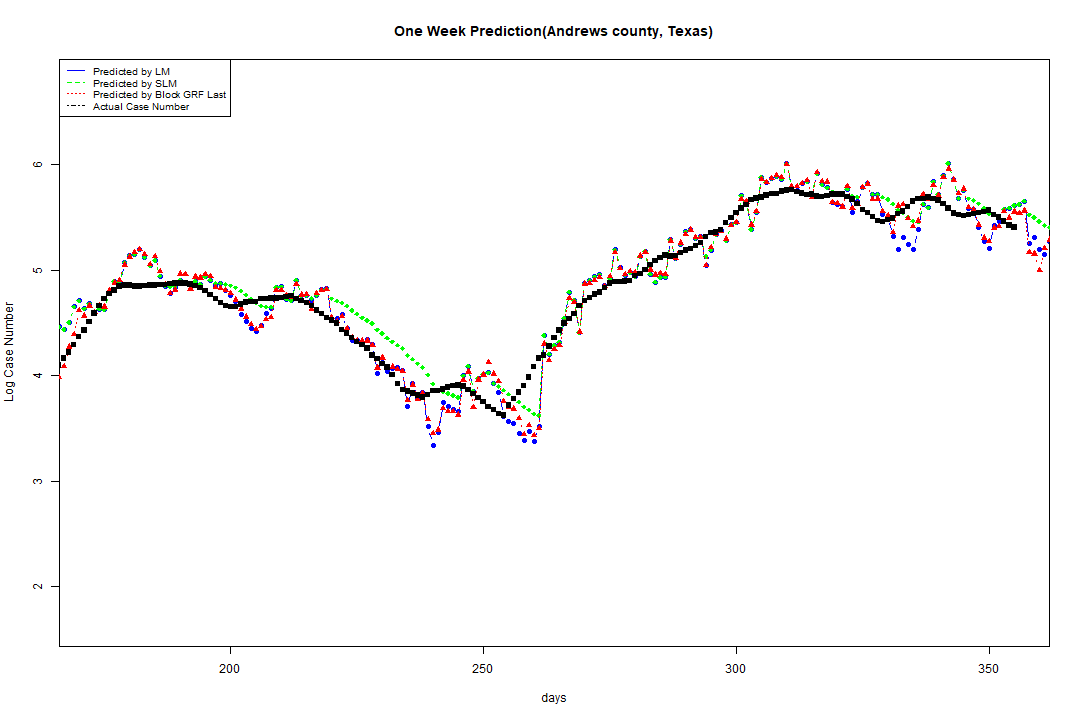 One Week Prediction(Andrews county, Texas)
Predicted by LM
Predicted by SLM
Predicted by Block GRF Last
Actual Case Number
6
5
4
3
2
Log Case Number
200 250 300 350
days